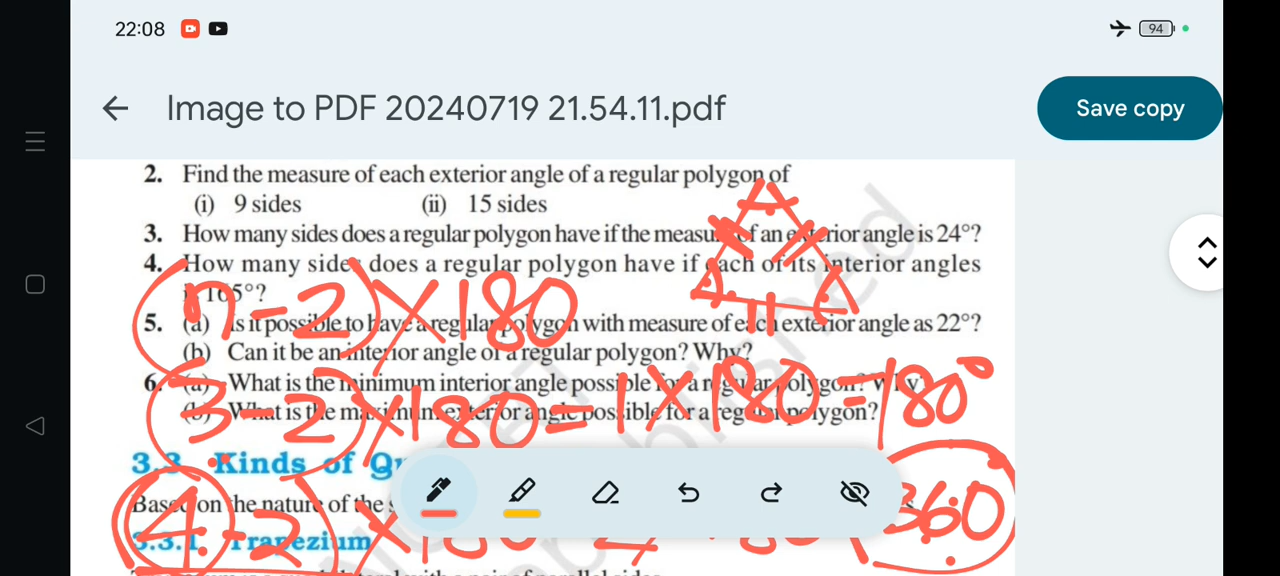 22:08
94
Image to PDF 20240719 21.54.11.pdf
Save copy
2. Find the measure of each exterior angle of a regular polygon of
(i) 9 sides (ii) 15 sides
3. How many sides does a regular polygon have if the measure of an exterior angle is 24°?
4. How many sides does a regular polygon have if each of its interior angles
is 165°?
(n-2)×180
5. (a) Is it possible to have a regular polygon with measure of each exterior angle as 22°?
(b) Can it be an interior angle of a regular polygon? Why?
6. (a) What is the minimum interior angle possible for a regular polygon? Why?
(b) What is the maximum exterior angle possible for a regular polygon?
(3-2)×180=1×180=180°
3.3 Kinds of
Based on the nature of the
(4-2)×180 360
3.3.1 Trapezium